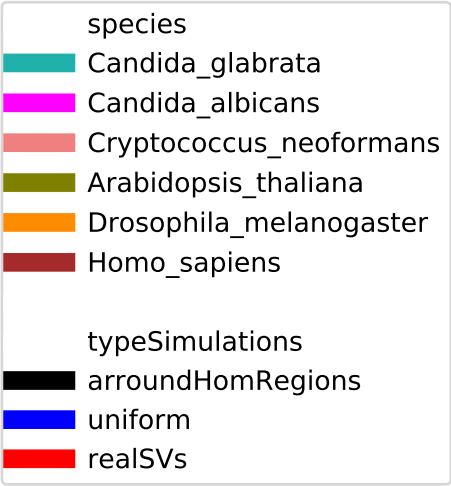 species
Candida_glabrata
Candida_albicans
Cryptococcus_neoformans
Arabidopsis_thaliana
Drosophila_melanogaster
Homo_sapiens
typeSimulations
arroundHomRegions
uniform
realSVs